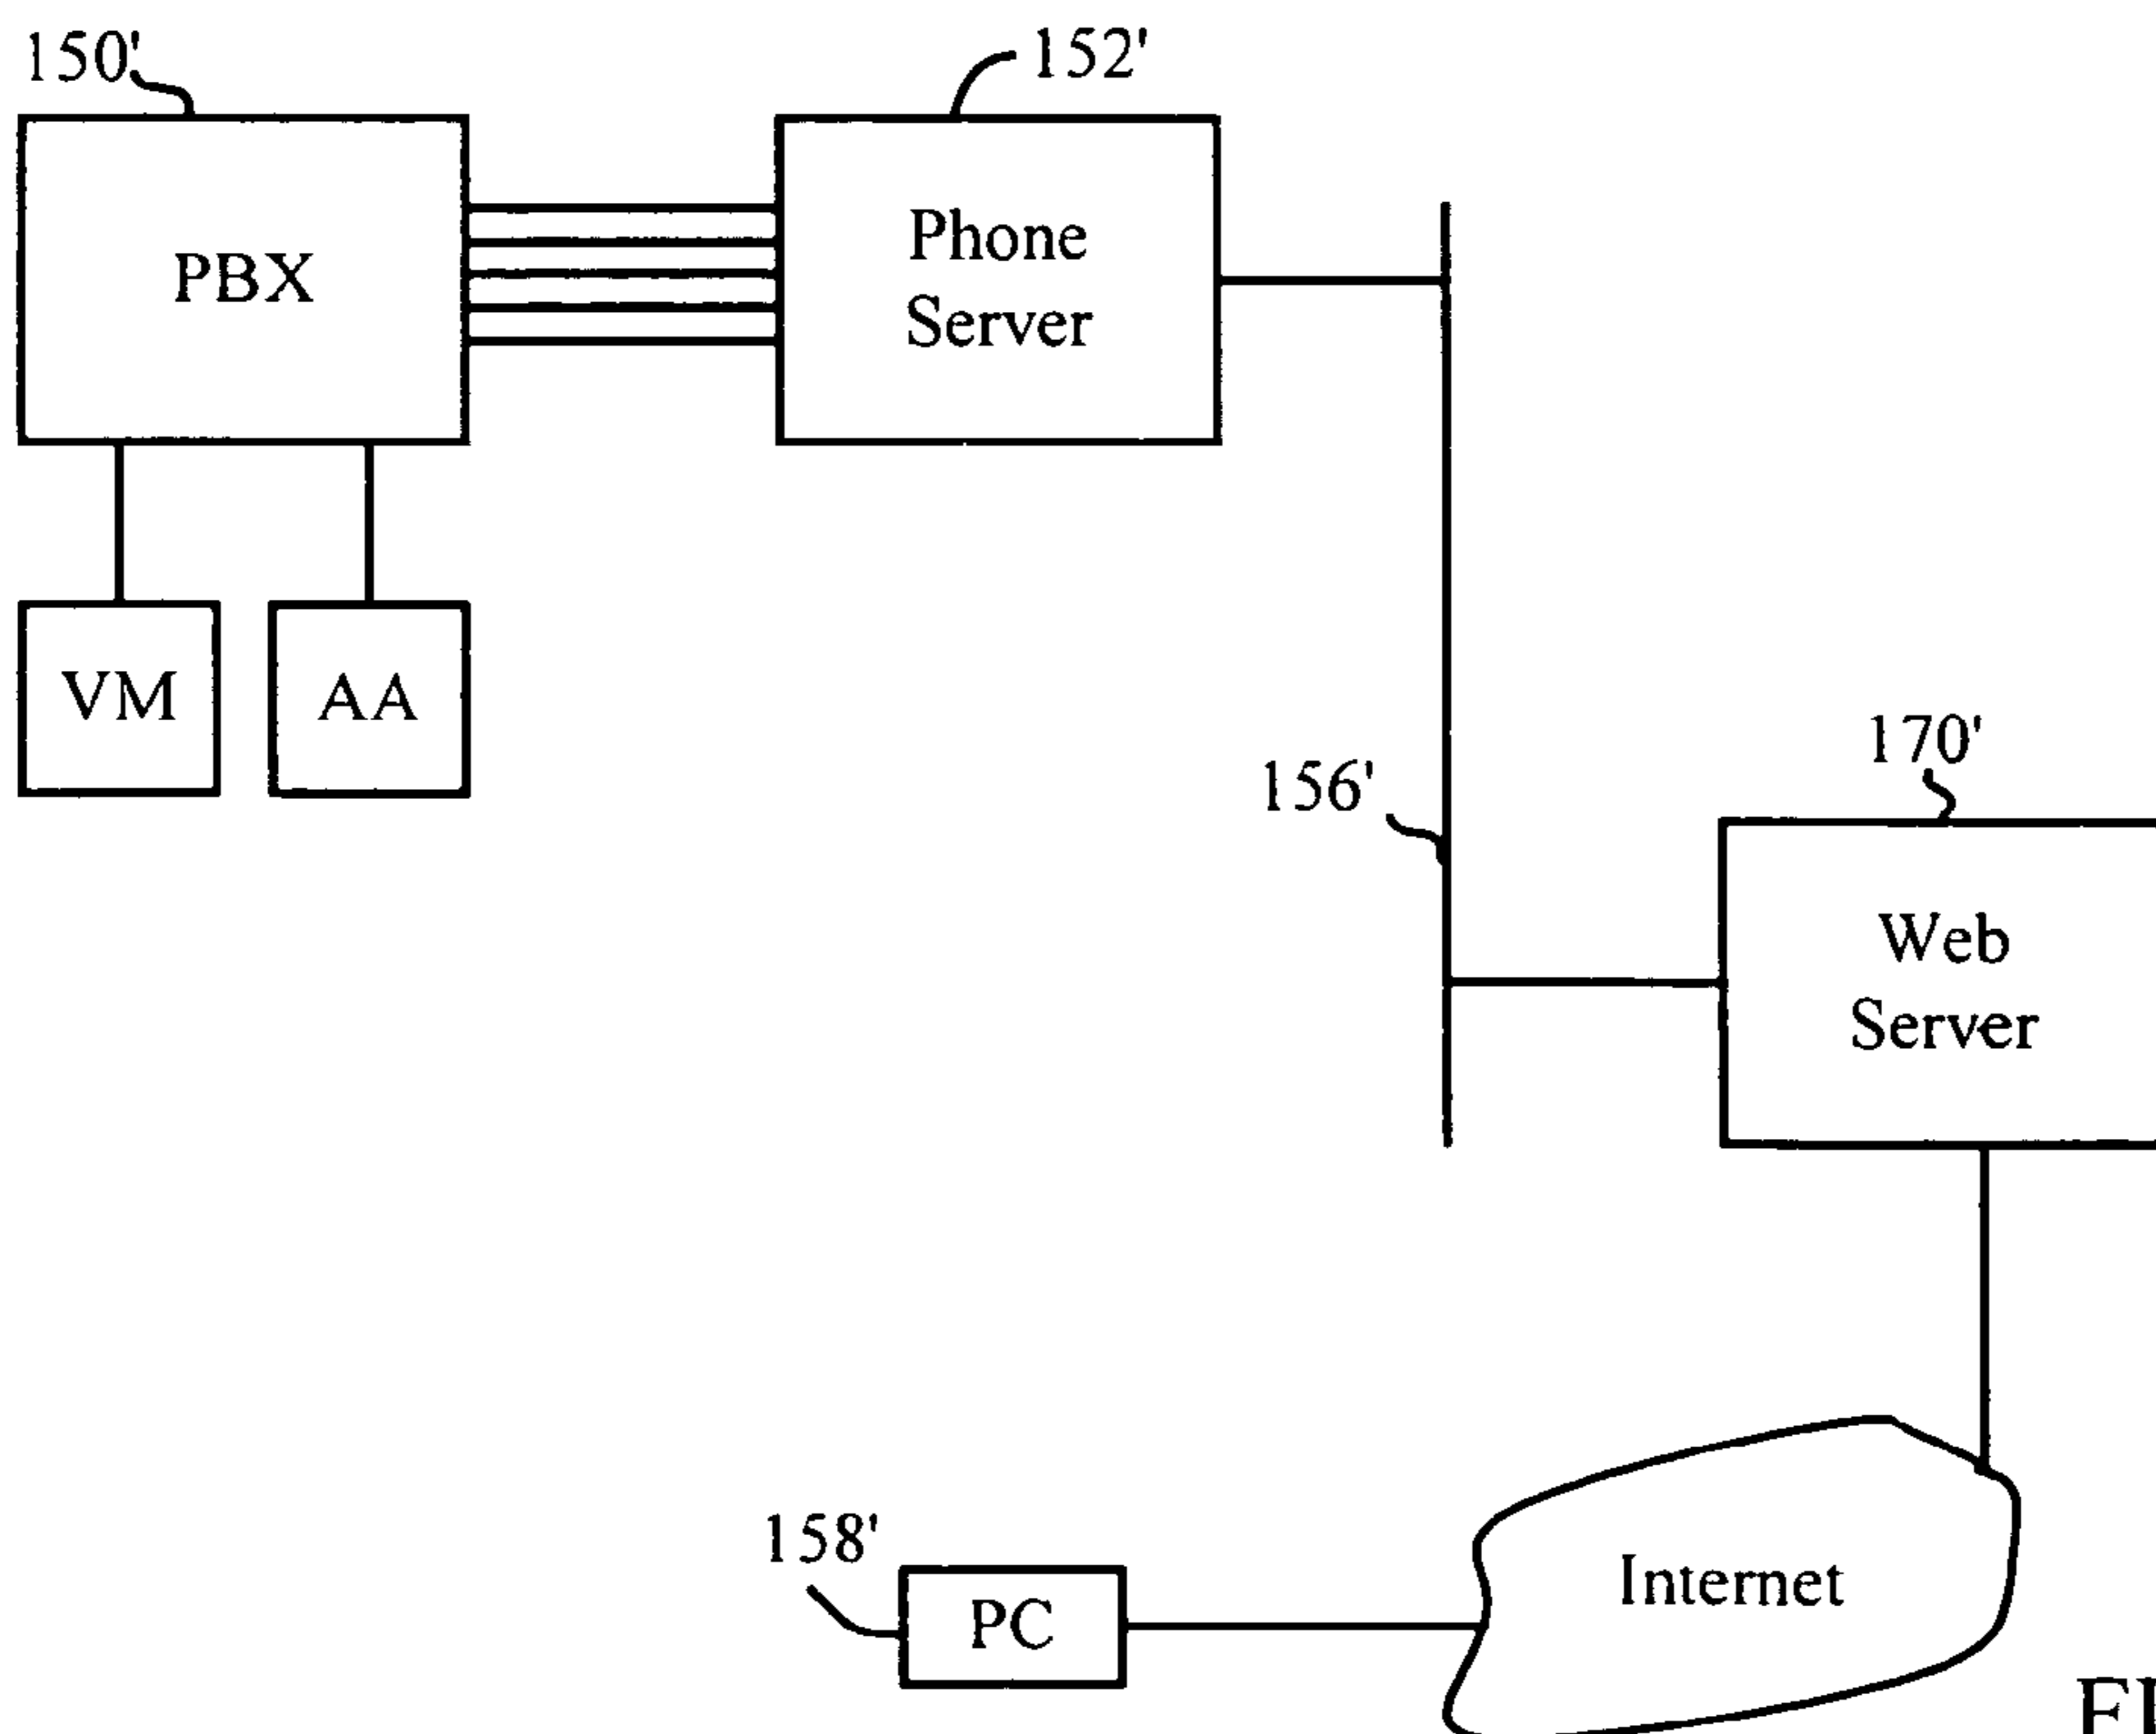 150'
152'
PBX
Phone
Server
VM
AA
156'
170'
Web
Server
158'
PC
Internet